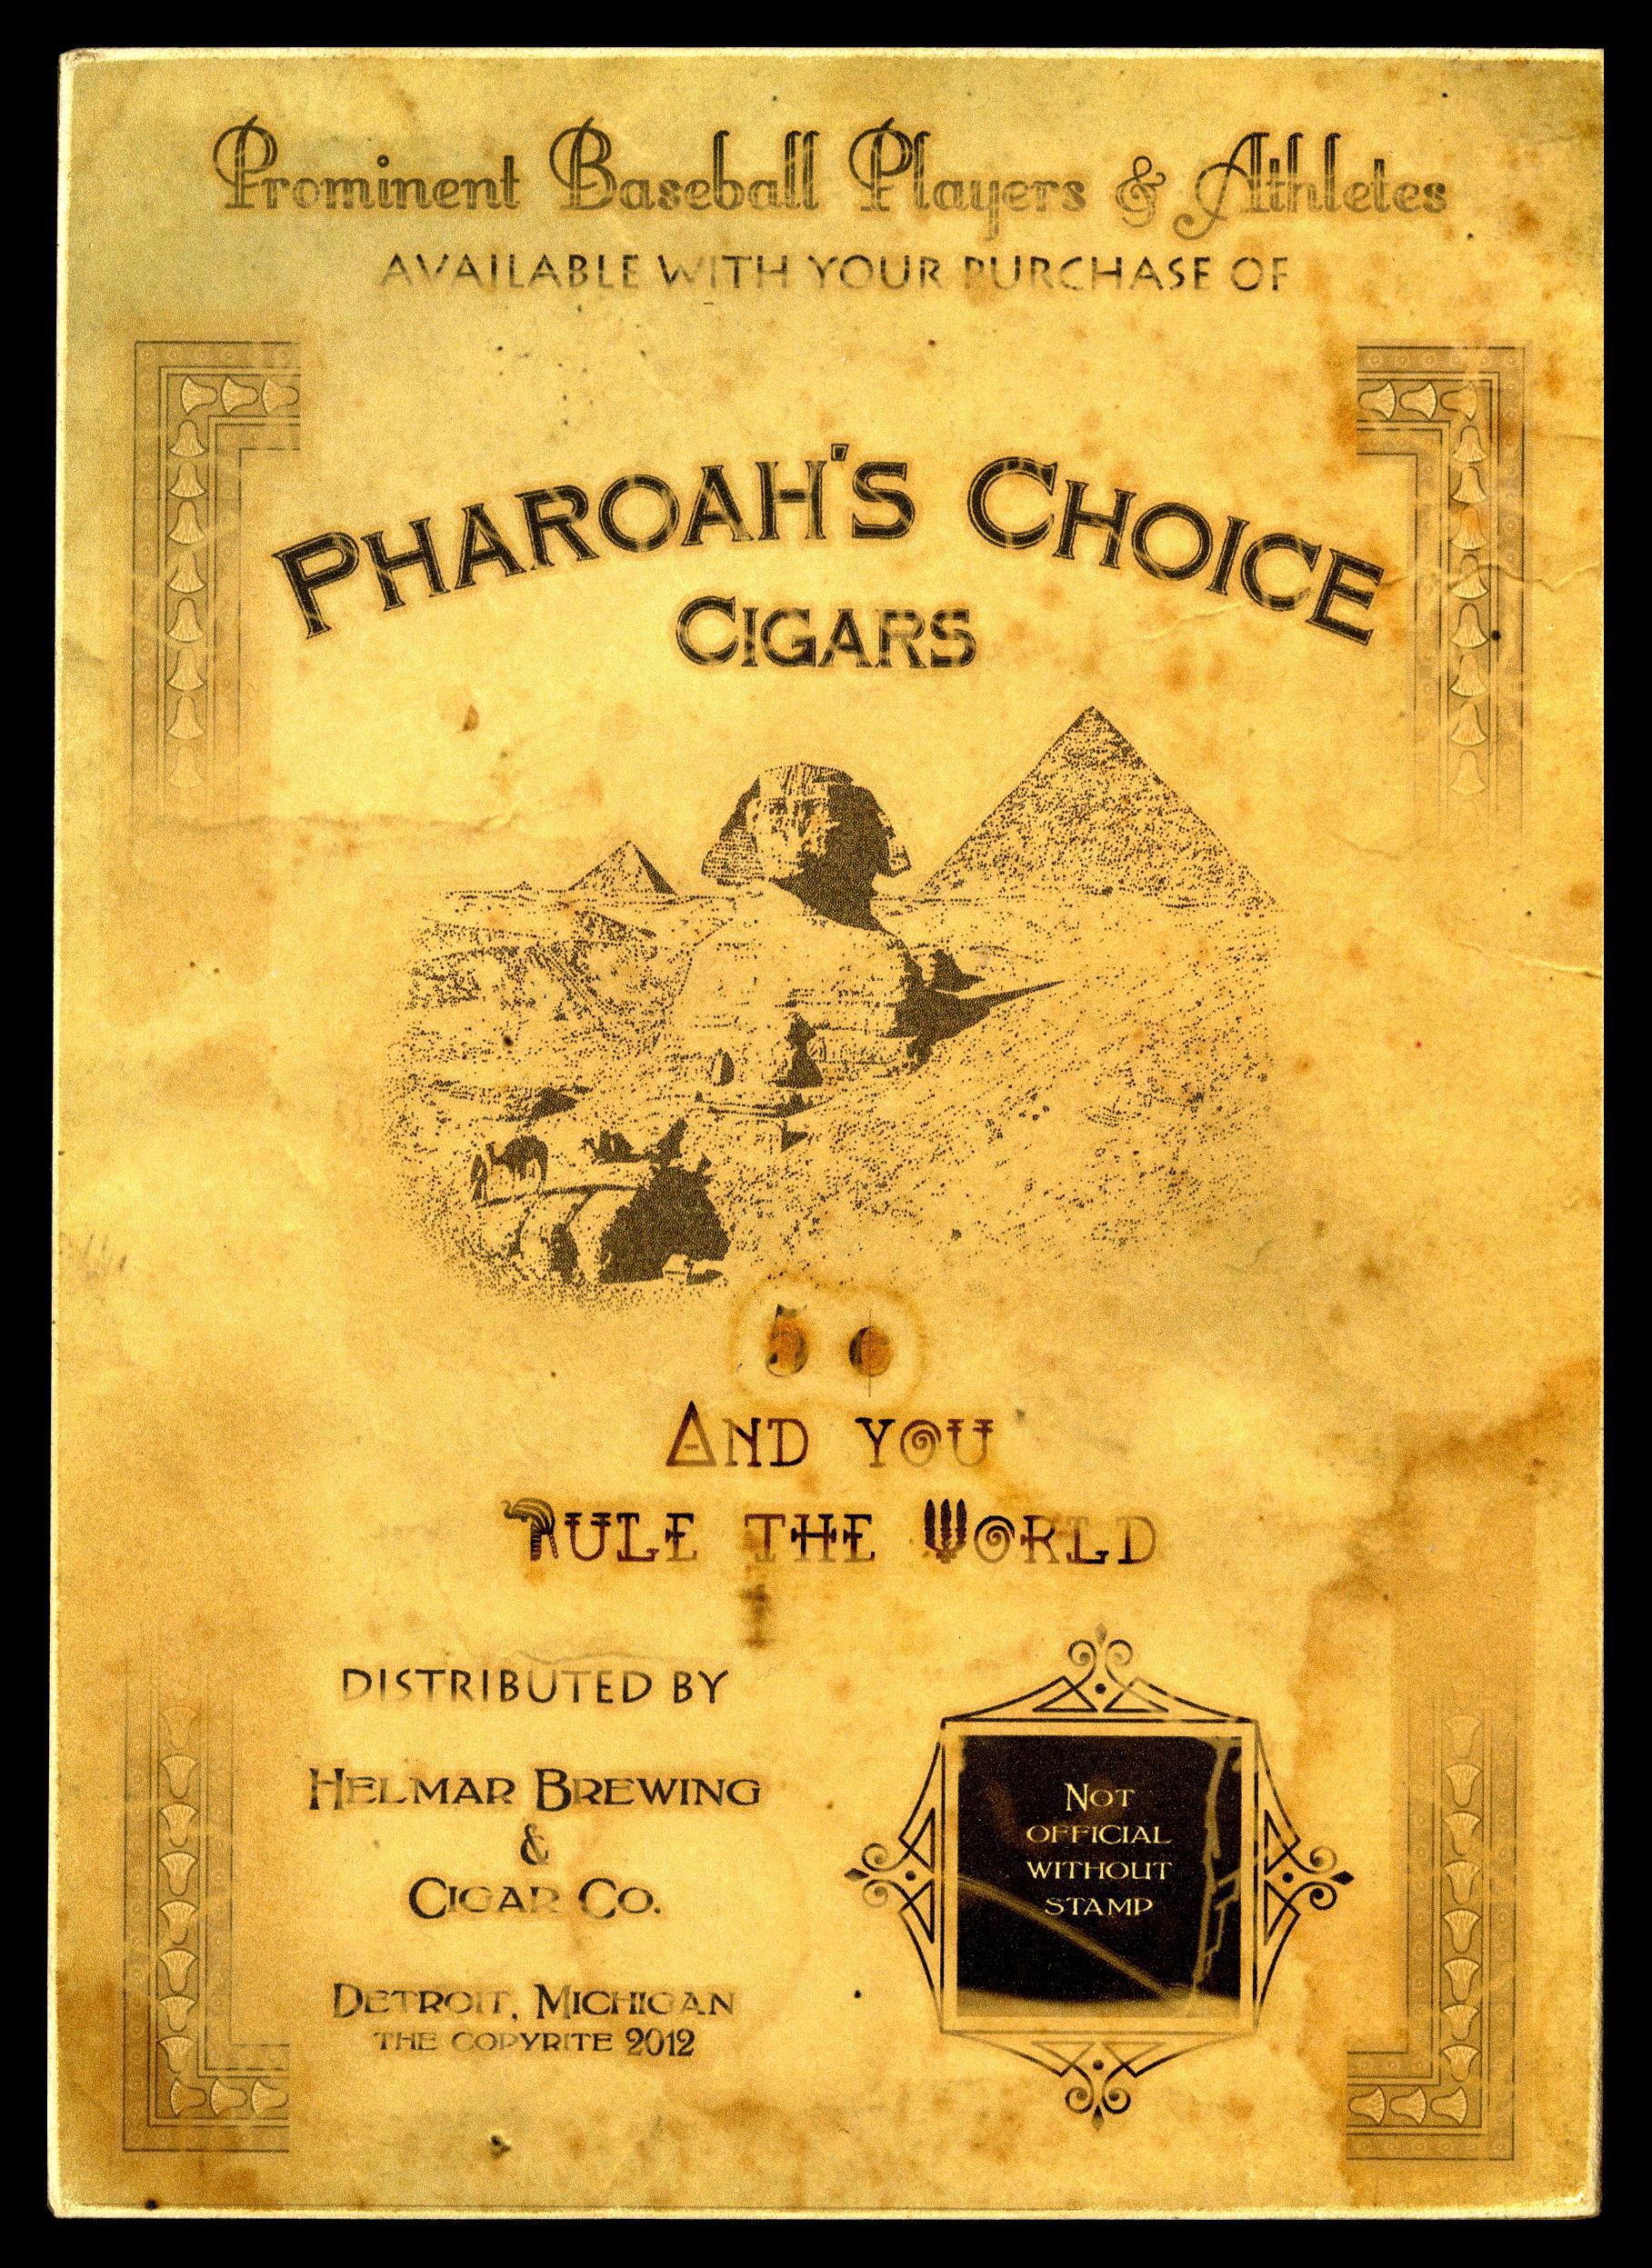 Prominent Baseball Players & Athletes
AVAILABLE WITH YOUR PURCHASE OF
PHAROAH'S CHOICE
CIGARS
5 ¢
AND YOU
RULE THE WORLD
DISTRIBUTED BY
HELMAR BREWING
&
CIGAR CO.
DETROIT, MICHIGAN
THE COPYRITE 2012
NOT
OFFICIAL
WITHOUT
STAMP